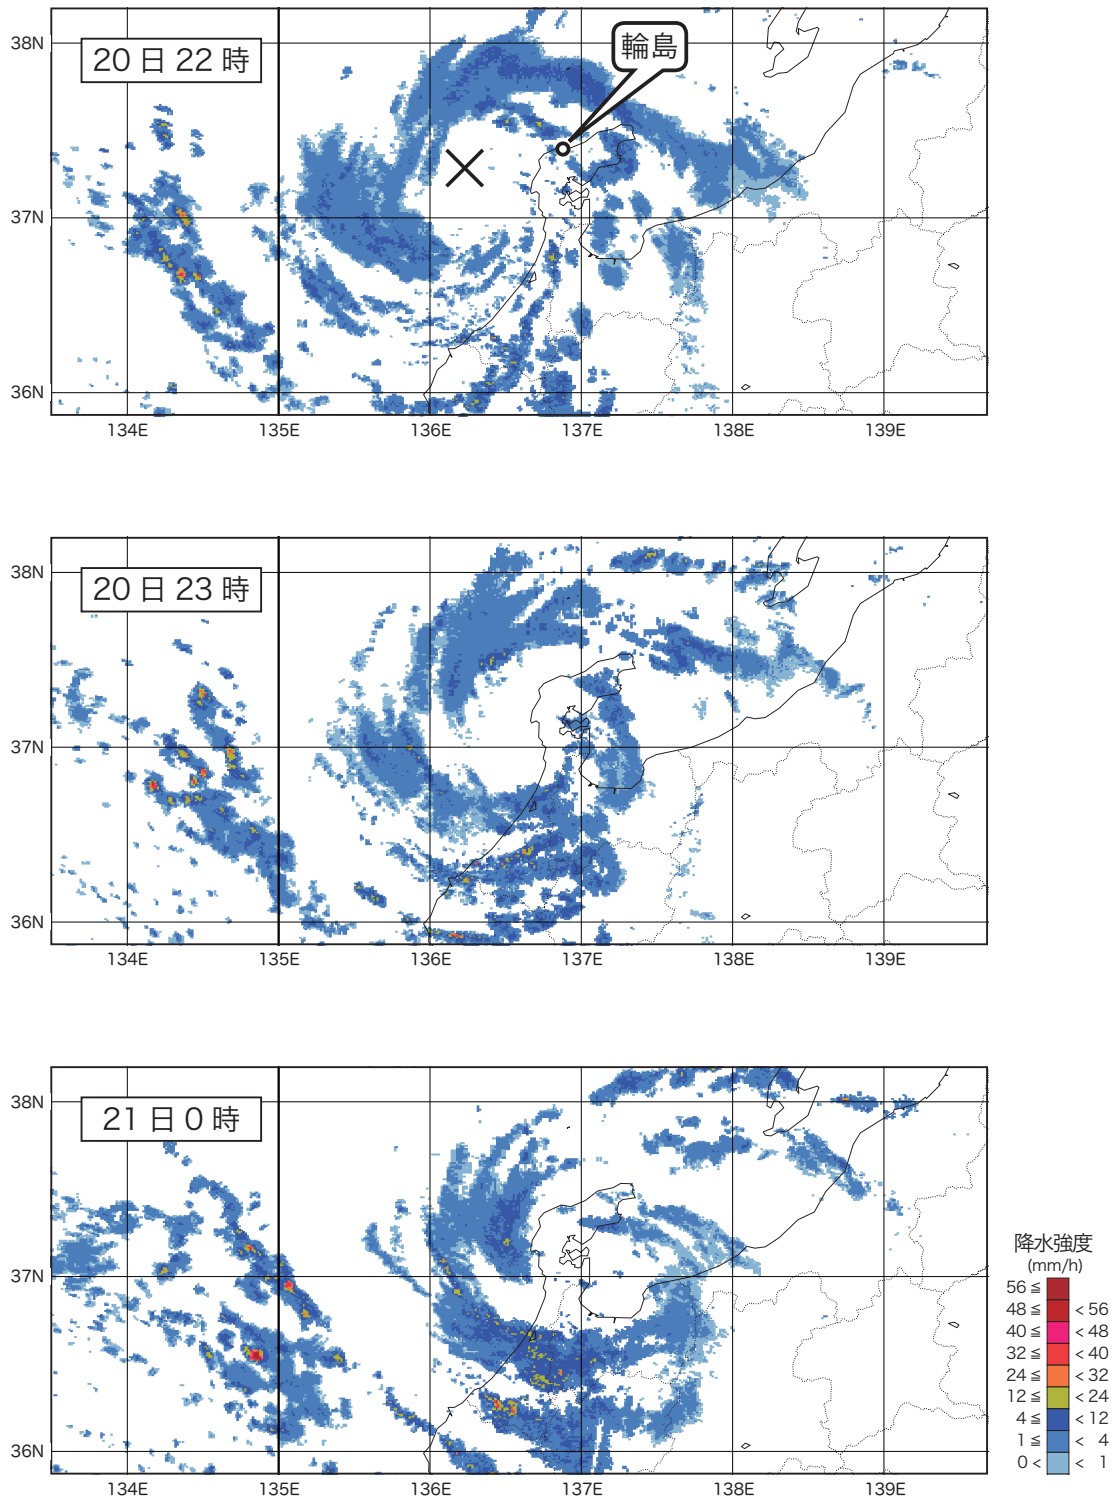 38N
20日22時
輪島
37N
36N
134E 135E 136E 137E 138E 139E
38N
20日23時
37N
36N
134E 135E 136E 137E 138E 139E
38N
21日0時
37N
36N
134E 135E 136E 137E 138E 139E
降水強度
(mm/h)
56 ≦
48 ≦ < 56
40 ≦ < 48
32 ≦ < 40
24 ≦ < 32
12 ≦ < 24
4 ≦ < 12
1 ≦ < 4
0 < < 1